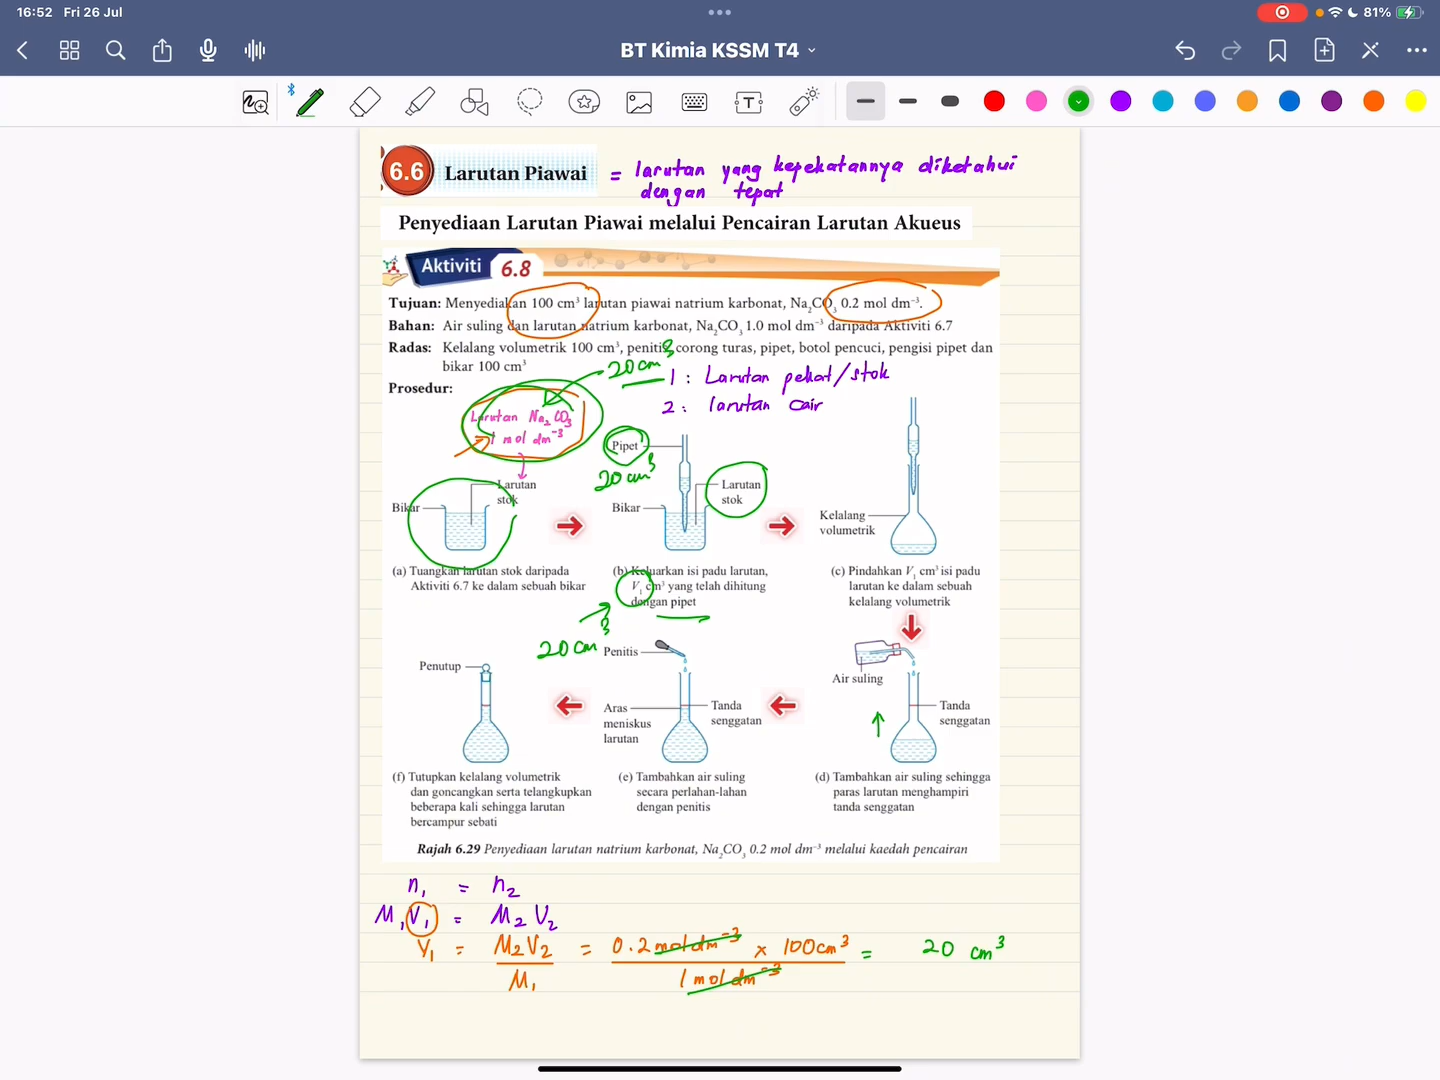 16:52 Fri 26 Jul
81%
BT Kimia KSSM T4
6.6 Larutan Piawai = larutan yang kepekatannya diketahui
dengan tepat
Penyediaan Larutan Piawai melalui Pencairan Larutan Akueus
Aktiviti 6.8
Tujuan: Menyediakan 100 cm³ larutan piawai natrium karbonat, Na₂CO₃ 0.2 mol dm⁻³.
Bahan: Air suling dan larutan natrium karbonat, Na₂CO₃ 1.0 mol dm⁻³ daripada Aktiviti 6.7
Radas: Kelalang volumetrik 100 cm³, penitis, corong turas, pipet, botol pencuci, pengisi pipet dan
bikar 100 cm³
20 cm³
1 : Larutan pekat/stok
2 : larutan cair
Prosedur:
Larutan Na₂CO₃
1 mol dm⁻³
Larutan
stok
Bikar
Pipet
20 cm³
Larutan
stok
Bikar
Kelalang
volumetrik
(a) Tuangkan larutan stok daripada
Aktiviti 6.7 ke dalam sebuah bikar
(b) Keluarkan isi padu larutan,
V₁ cm³ yang telah dihitung
dengan pipet
20 cm³
(c) Pindahkan V₁ cm³ isi padu
larutan ke dalam sebuah
kelalang volumetrik
Penutup
Penitis
Aras
meniskus
larutan
Tanda
senggatan
Air suling
Tanda
senggatan
(f) Tutupkan kelalang volumetrik
dan goncangkan serta telangkupkan
beberapa kali sehingga larutan
bercampur sebati
(e) Tambahkan air suling
secara perlahan-lahan
dengan penitis
(d) Tambahkan air suling sehingga
paras larutan menghampiri
tanda senggatan
Rajah 6.29 Penyediaan larutan natrium karbonat, Na₂CO₃ 0.2 mol dm⁻³ melalui kaedah pencairan
n₁ = n₂
M₁V₁ = M₂V₂
V₁ = M₂V₂ = 0.2 mol dm⁻³ x 100 cm³ = 20 cm³
M₁ 1 mol dm⁻³